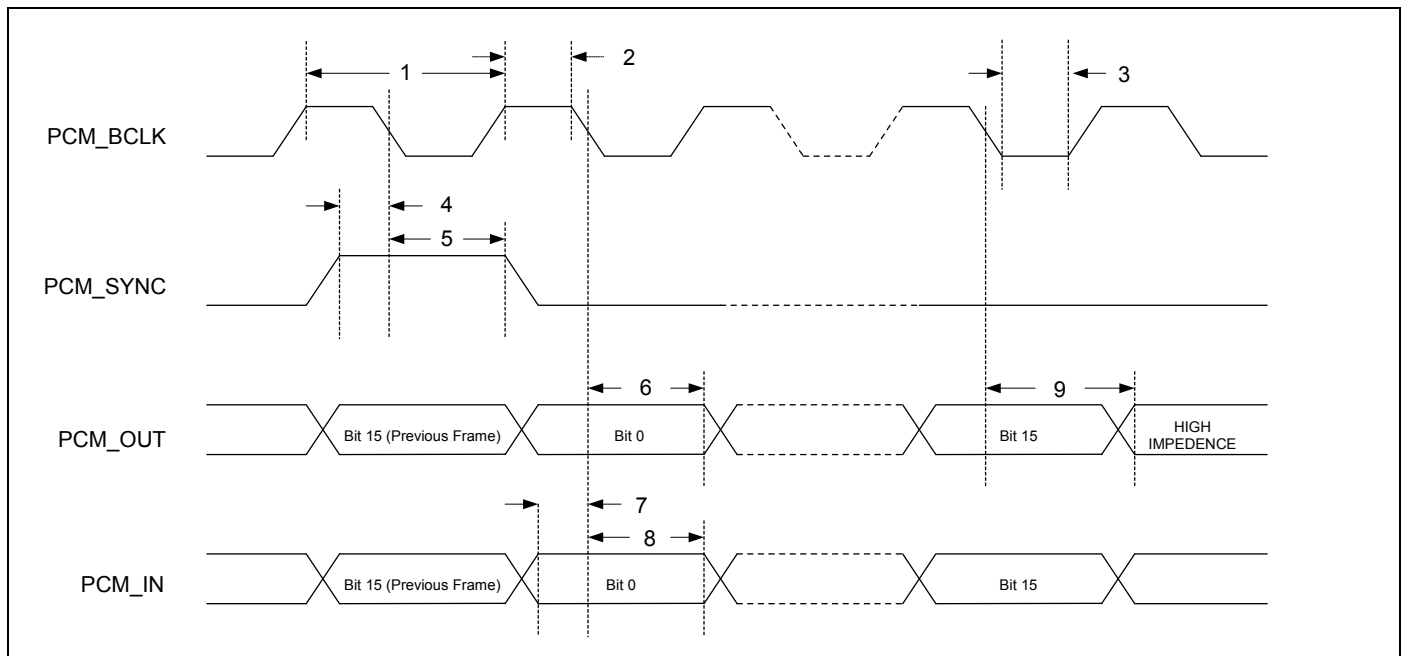 1
2
3
PCM_BCLK
4
5
PCM_SYNC
6
9
PCM_OUT
Bit 15 (Previous Frame)
Bit 0
Bit 15
HIGH
IMPEDENCE
7
8
PCM_IN
Bit 15 (Previous Frame)
Bit 0
Bit 15